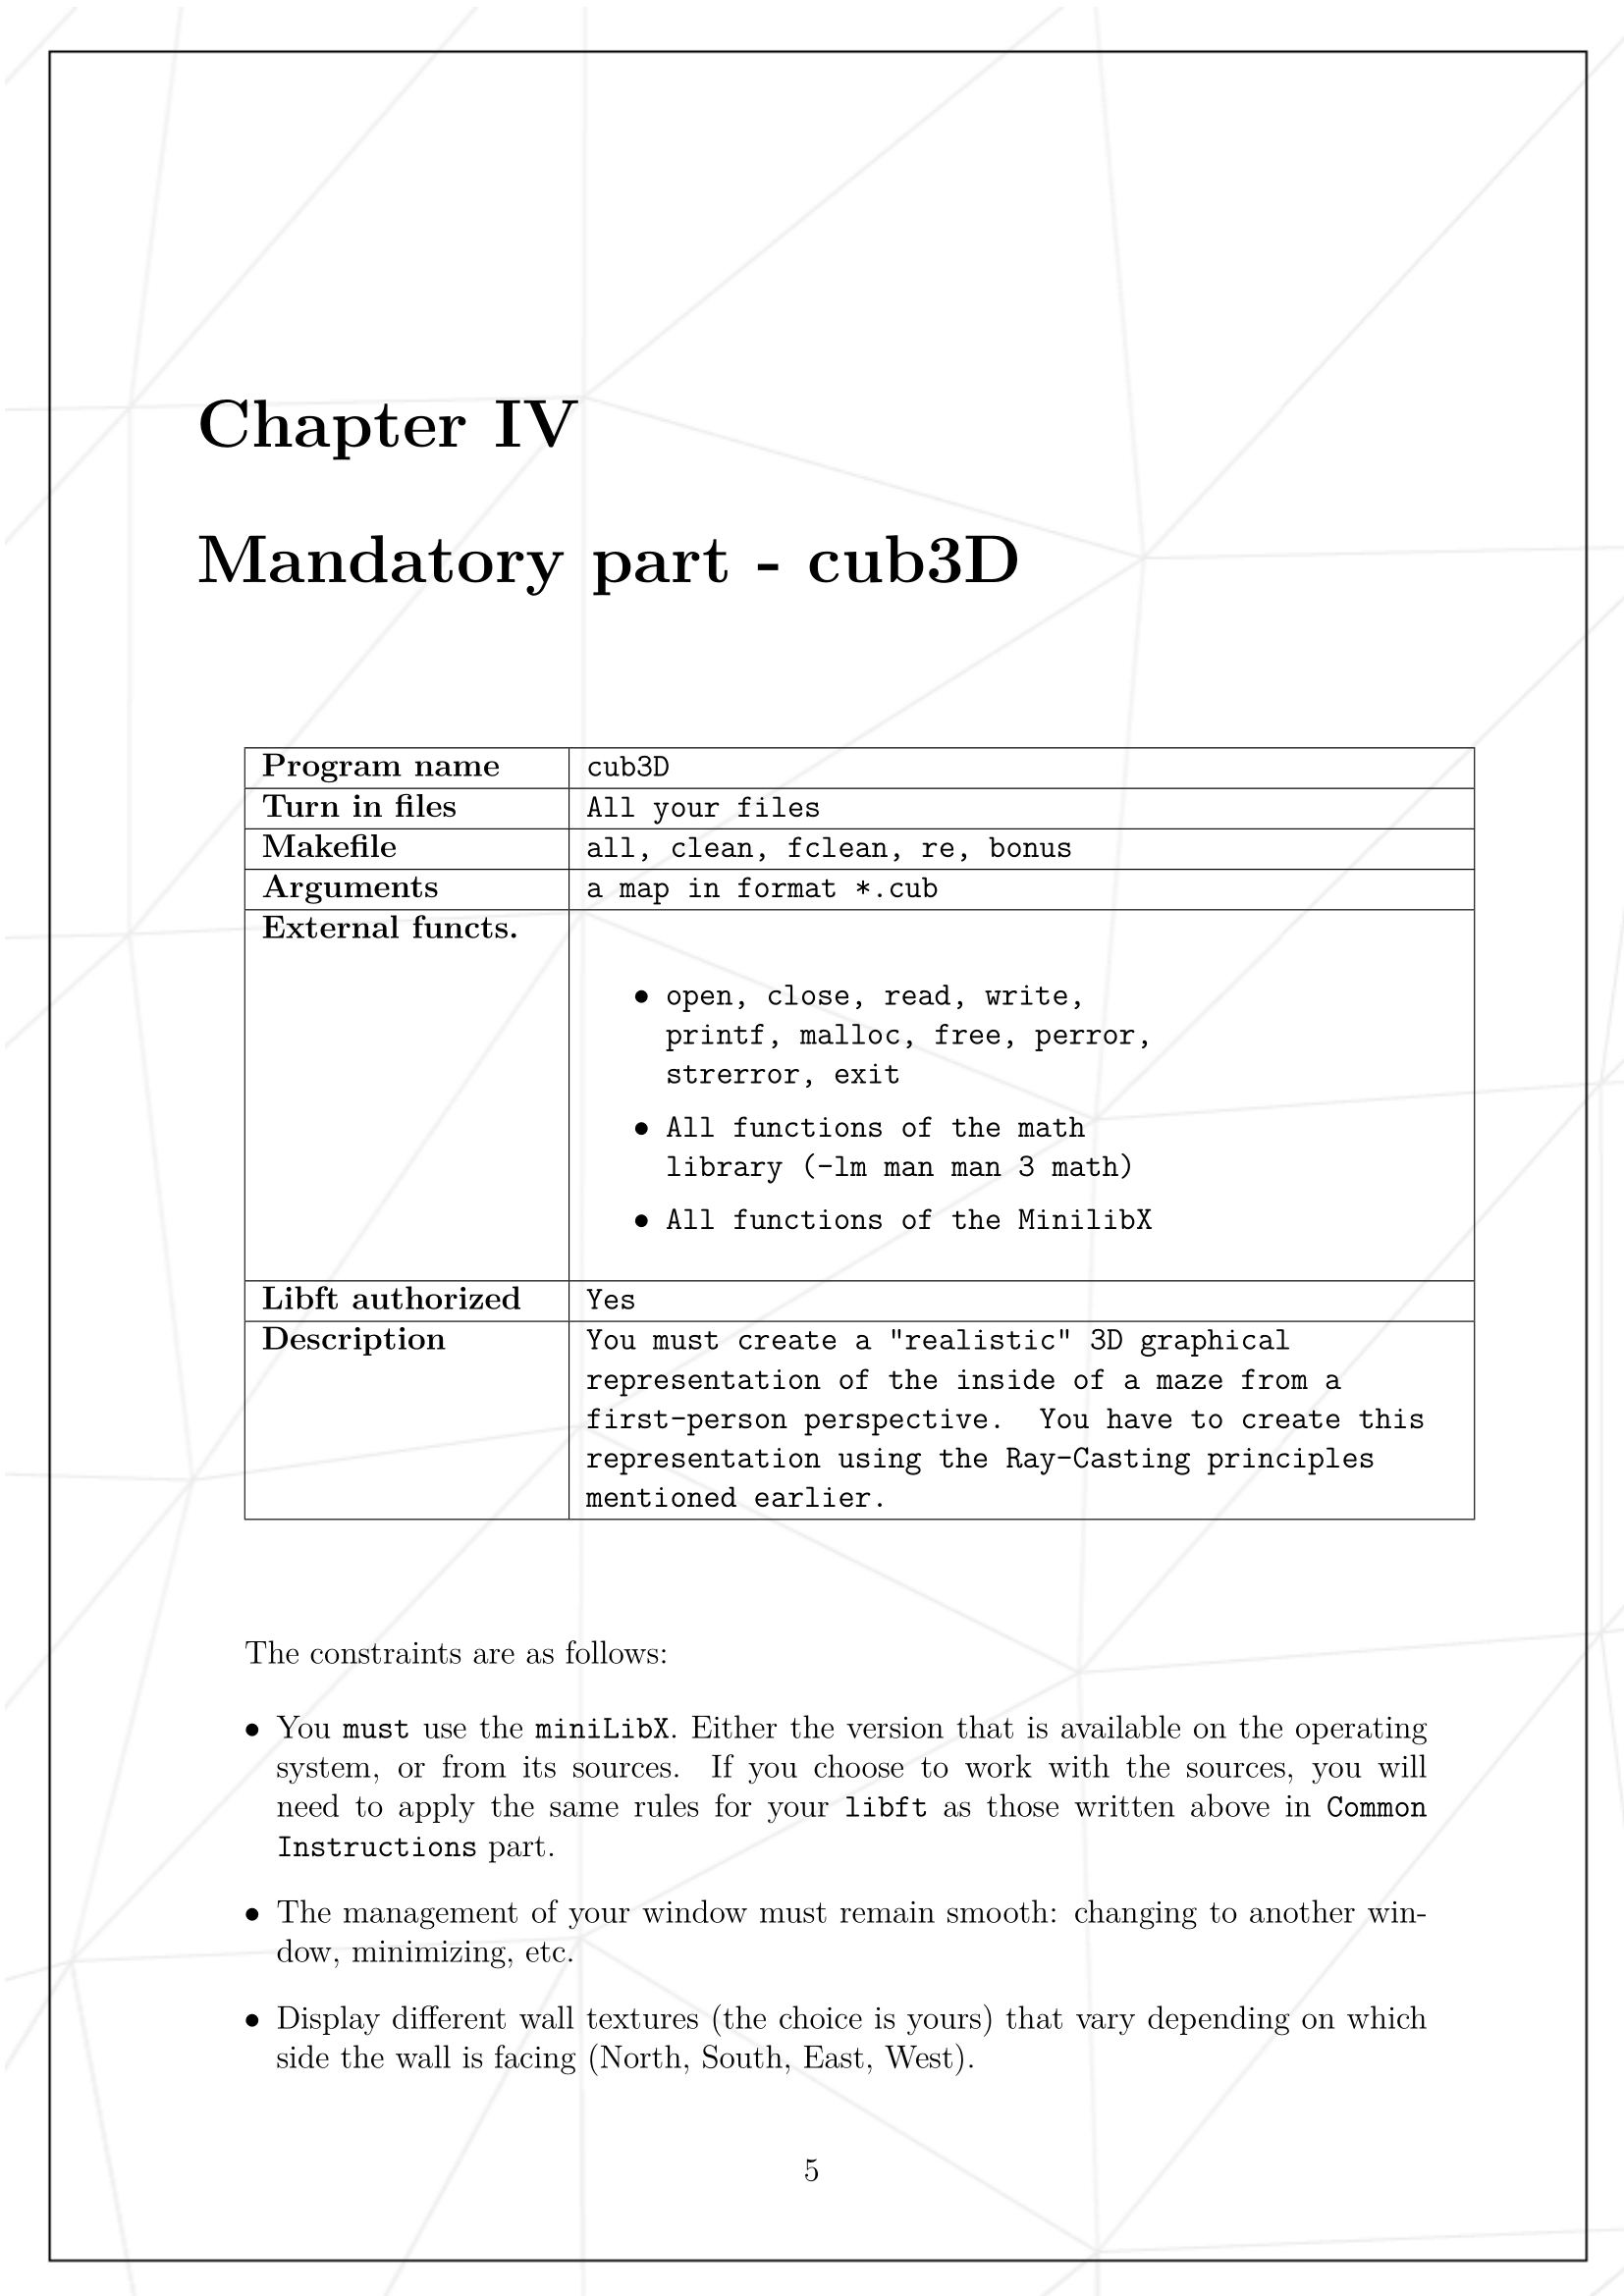 Chapter IV
Mandatory part - cub3D
Program name cub3D
Turn in files All your files
Makefile all, clean, fclean, re, bonus
Arguments a map in format *.cub
External functs.
• open, close, read, write,
printf, malloc, free, perror,
strerror, exit
• All functions of the math
library (-lm man man 3 math)
• All functions of the MinilibX
Libft authorized Yes
Description You must create a "realistic" 3D graphical
representation of the inside of a maze from a
first-person perspective. You have to create this
representation using the Ray-Casting principles
mentioned earlier.
The constraints are as follows:
• You must use the miniLibX. Either the version that is available on the operating
system, or from its sources. If you choose to work with the sources, you will
need to apply the same rules for your libft as those written above in Common
Instructions part.
• The management of your window must remain smooth: changing to another win-
dow, minimizing, etc.
• Display different wall textures (the choice is yours) that vary depending on which
side the wall is facing (North, South, East, West).
5